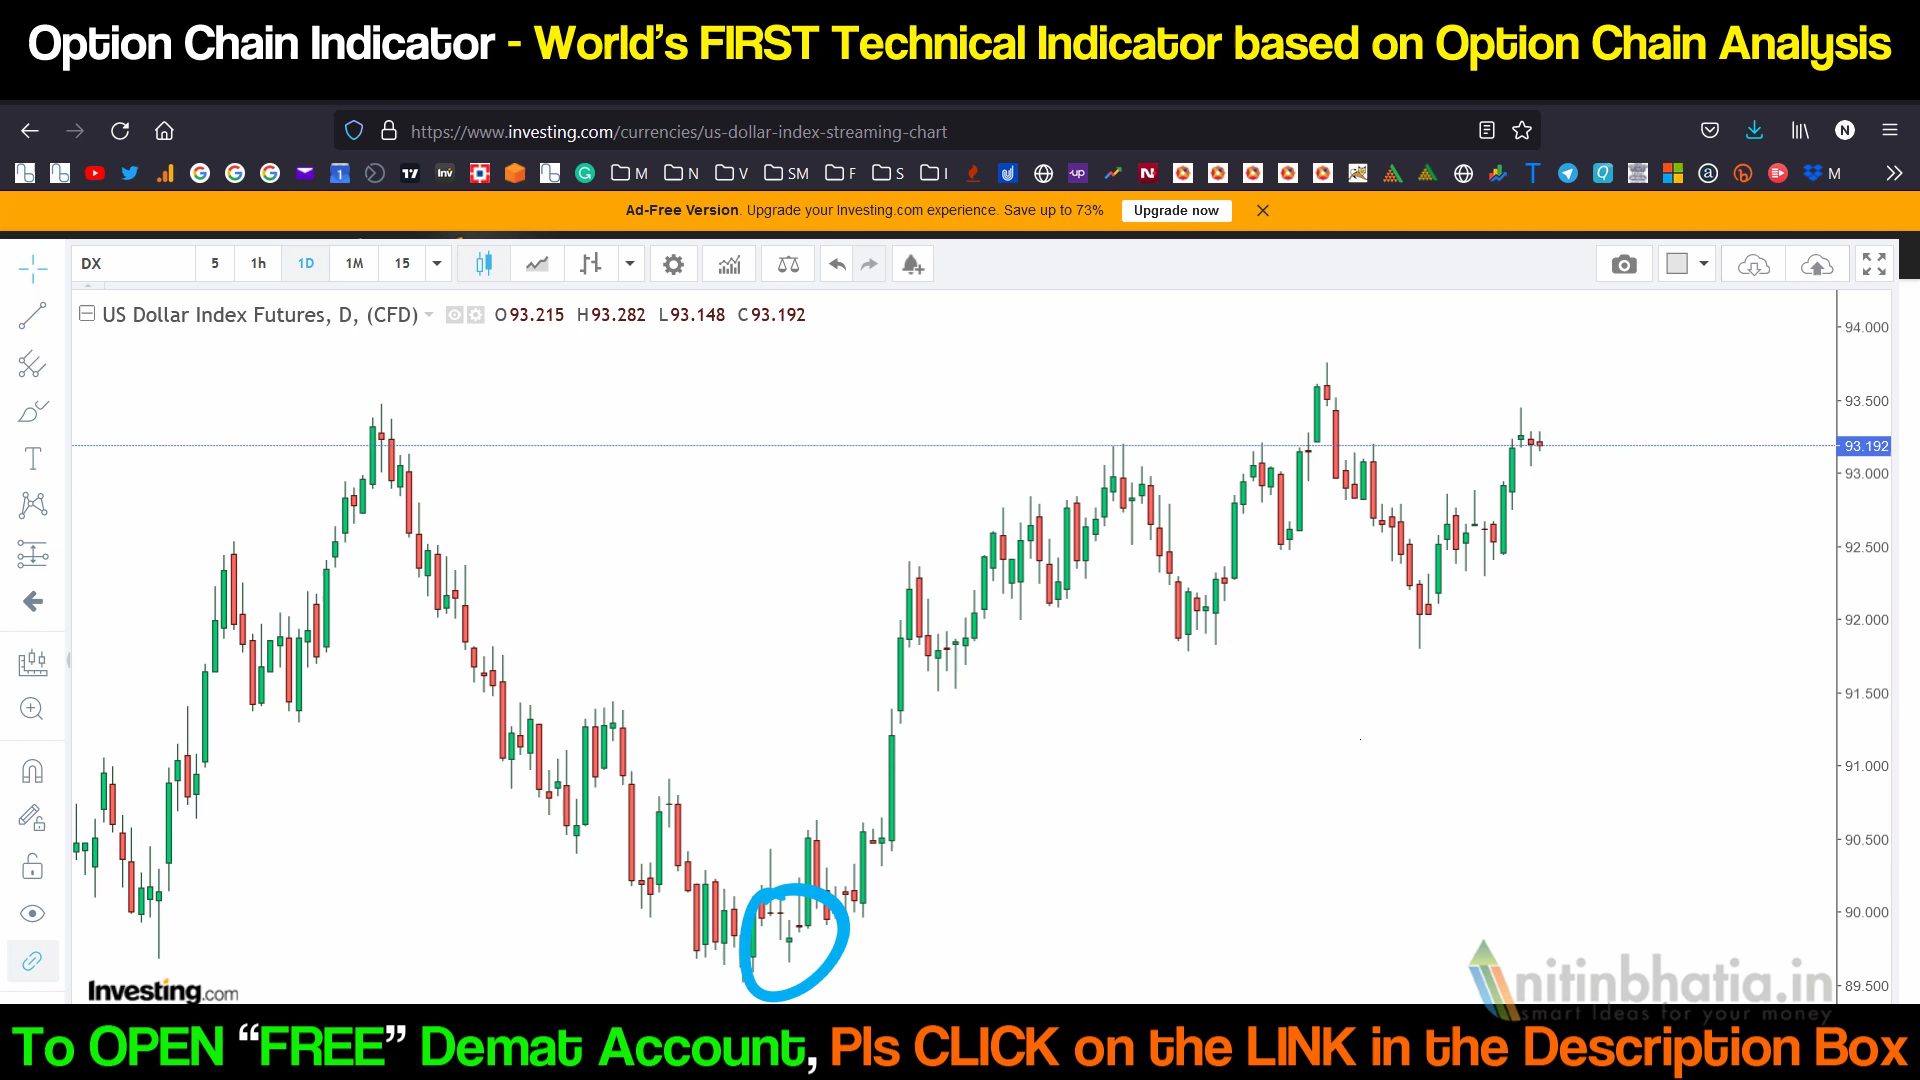 Option Chain Indicator - World's FIRST Technical Indicator based on Option Chain Analysis
https://www.investing.com/currencies/us-dollar-index-streaming-chart
M N V SM F S I M
Ad-Free Version. Upgrade your Investing.com experience. Save up to 73% Upgrade now
DX 5 1h 1D 1M 15
US Dollar Index Futures, D, (CFD) O93.215 H93.282 L93.148 C93.192
94.000
93.500
93.192
93.000
92.500
92.000
91.500
91.000
90.500
90.000
89.500
Investing.com
nitinbhatia.in
smart Ideas for your money
To OPEN "FREE" Demat Account, Pls CLICK on the LINK in the Description Box